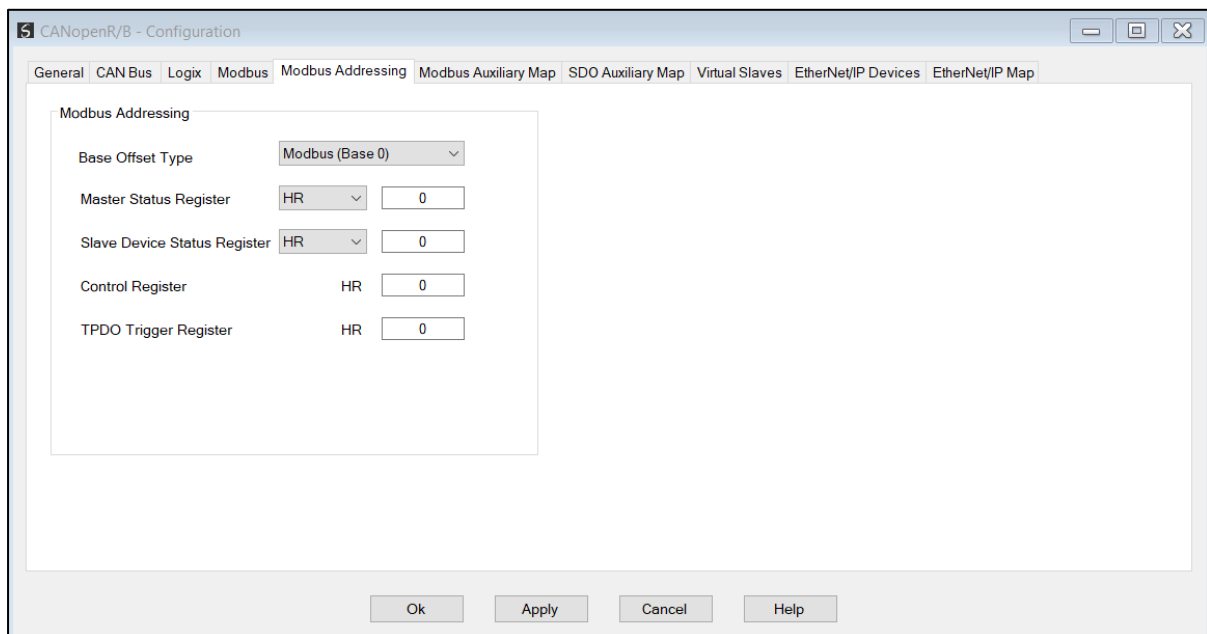 CANopenR/B - Configuration
General CAN Bus Logix Modbus Modbus Addressing Modbus Auxiliary Map SDO Auxiliary Map Virtual Slaves EtherNet/IP Devices EtherNet/IP Map
Modbus Addressing
Base Offset Type Modbus (Base 0)
Master Status Register HR 0
Slave Device Status Register HR 0
Control Register HR 0
TPDO Trigger Register HR 0
Ok Apply Cancel Help